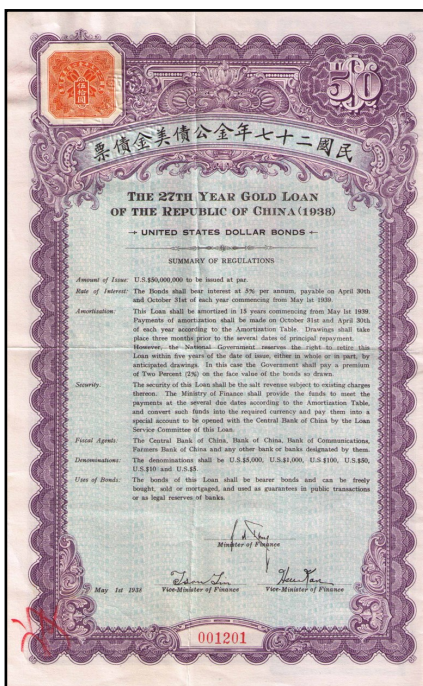 伍拾圓
$50
民國二十七年金公債美金債票
THE 27TH YEAR GOLD LOAN
OF THE REPUBLIC OF CHINA (1938)
UNITED STATES DOLLAR BONDS
SUMMARY OF REGULATIONS
Amount of Issue: U.S.$50,000,000 to be issued at par.
Rate of Interest: The Bonds shall bear interest at 5% per annum, payable on April 30th
and October 31st of each year commencing from May 1st 1939.
Amortization: This Loan shall be amortized in 15 years commencing from May 1st 1939.
Payments of amortization shall be made on October 31st and April 30th
of each year according to the Amortization Table. Drawings shall take
place three months prior to the several dates of principal repayment.
However, the National Government reserves the right to retire this
Loan within five years of the date of issue, either in whole or in part, by
anticipated drawings. In this case the Government shall pay a premium
of Two Percent (2%) on the face value of the bonds so drawn.
Security: The security of this Loan shall be the salt revenue subject to existing charges
thereon. The Ministry of Finance shall provide the funds to meet the
payments at the several due dates according to the Amortization Table,
and convert such funds into the required currency and pay them into a
special account to be opened with the Central Bank of China by the Loan
Service Committee of this Loan.
Fiscal Agents: The Central Bank of China, Bank of China, Bank of Communications,
Farmers Bank of China and any other bank or banks designated by them.
Denominations: The denominations shall be U.S.$5,000, U.S.$1,000, U.S.$100, U.S.$50,
U.S.$10 and U.S.$5.
Uses of Bonds: The bonds of this Loan shall be bearer bonds and can be freely
bought, sold or mortgaged, and used as guarantees in public transactions
or as legal reserves of banks.
Minister of Finance
May 1st 1938 Vice-Minister of Finance Vice-Minister of Finance
001201